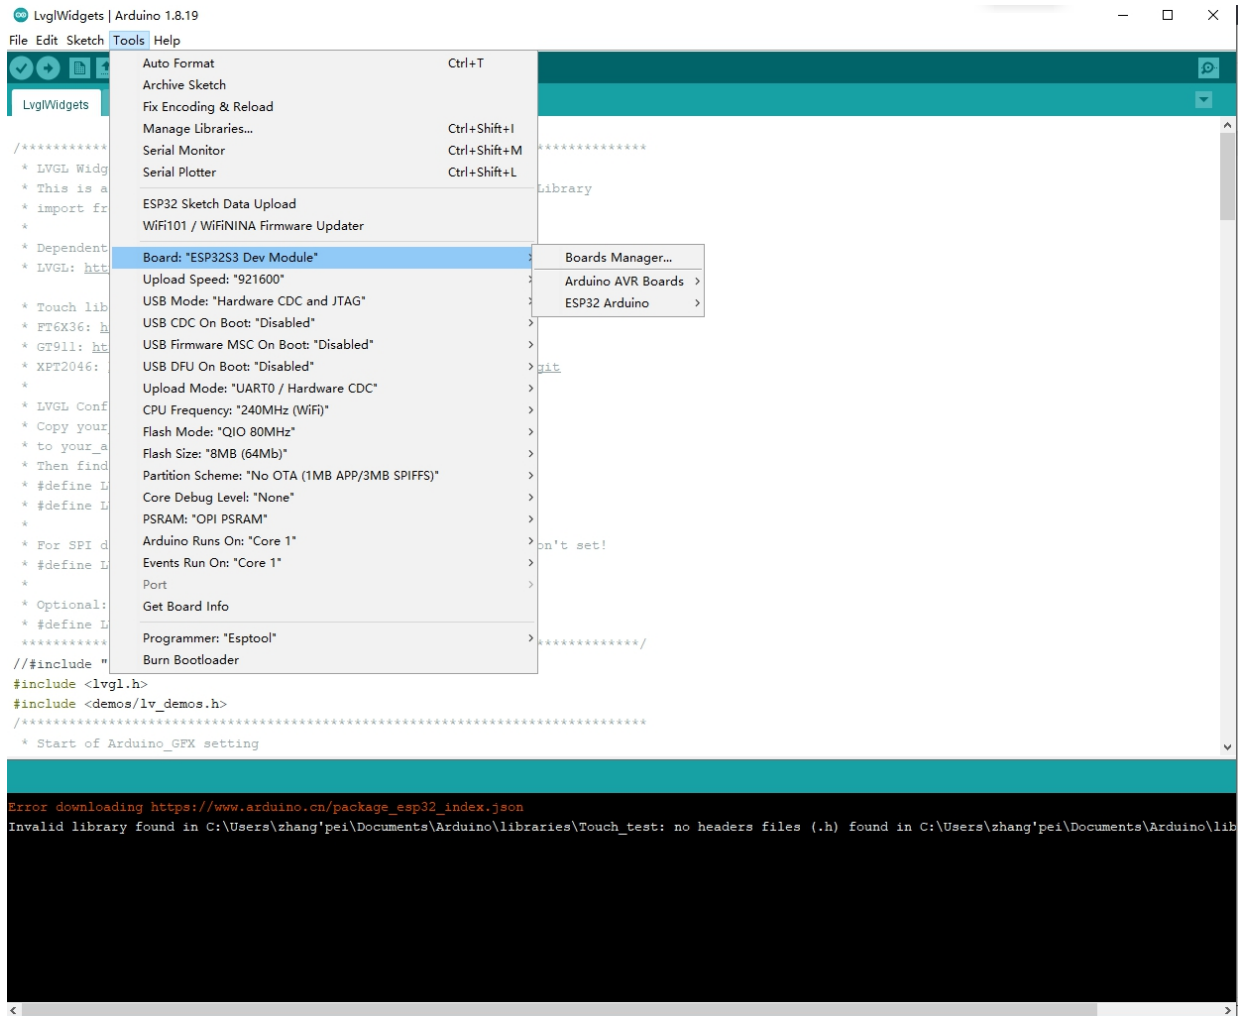 LvglWidgets | Arduino 1.8.19
File Edit Sketch Tools Help
LvglWidgets
Auto Format Ctrl+T
Archive Sketch
Fix Encoding & Reload
Manage Libraries... Ctrl+Shift+I
Serial Monitor Ctrl+Shift+M
Serial Plotter Ctrl+Shift+L
ESP32 Sketch Data Upload
WiFi101 / WiFiNINA Firmware Updater
Board: "ESP32S3 Dev Module"
Upload Speed: "921600"
USB Mode: "Hardware CDC and JTAG"
USB CDC On Boot: "Disabled"
USB Firmware MSC On Boot: "Disabled"
USB DFU On Boot: "Disabled"
Upload Mode: "UART0 / Hardware CDC"
CPU Frequency: "240MHz (WiFi)"
Flash Mode: "QIO 80MHz"
Flash Size: "8MB (64Mb)"
Partition Scheme: "No OTA (1MB APP/3MB SPIFFS)"
Core Debug Level: "None"
PSRAM: "OPI PSRAM"
Arduino Runs On: "Core 1"
Events Run On: "Core 1"
Port
Get Board Info
Programmer: "Esptool"
Burn Bootloader
Boards Manager...
Arduino AVR Boards
ESP32 Arduino
/*********** **************
* LVGL Widg
* This is a Library
* import fr
*
* Dependent
* LVGL: htt
* Touch lib
* FT6X36: h
* GT911: ht
* XPT2046: git
*
* LVGL Conf
* Copy your
* to your_a
* Then find
* #define L
* #define L
*
* For SPI d on't set!
* #define L
*
* Optional:
* #define L
*********** *************/
//#include "
#include <lvgl.h>
#include <demos/lv_demos.h>
/*******************************************************************************
* Start of Arduino_GFX setting
Error downloading https://www.arduino.cn/package_esp32_index.json
Invalid library found in C:\Users\zhang'pei\Documents\Arduino\libraries\Touch_test: no headers files (.h) found in C:\Users\zhang'pei\Documents\Arduino\lib